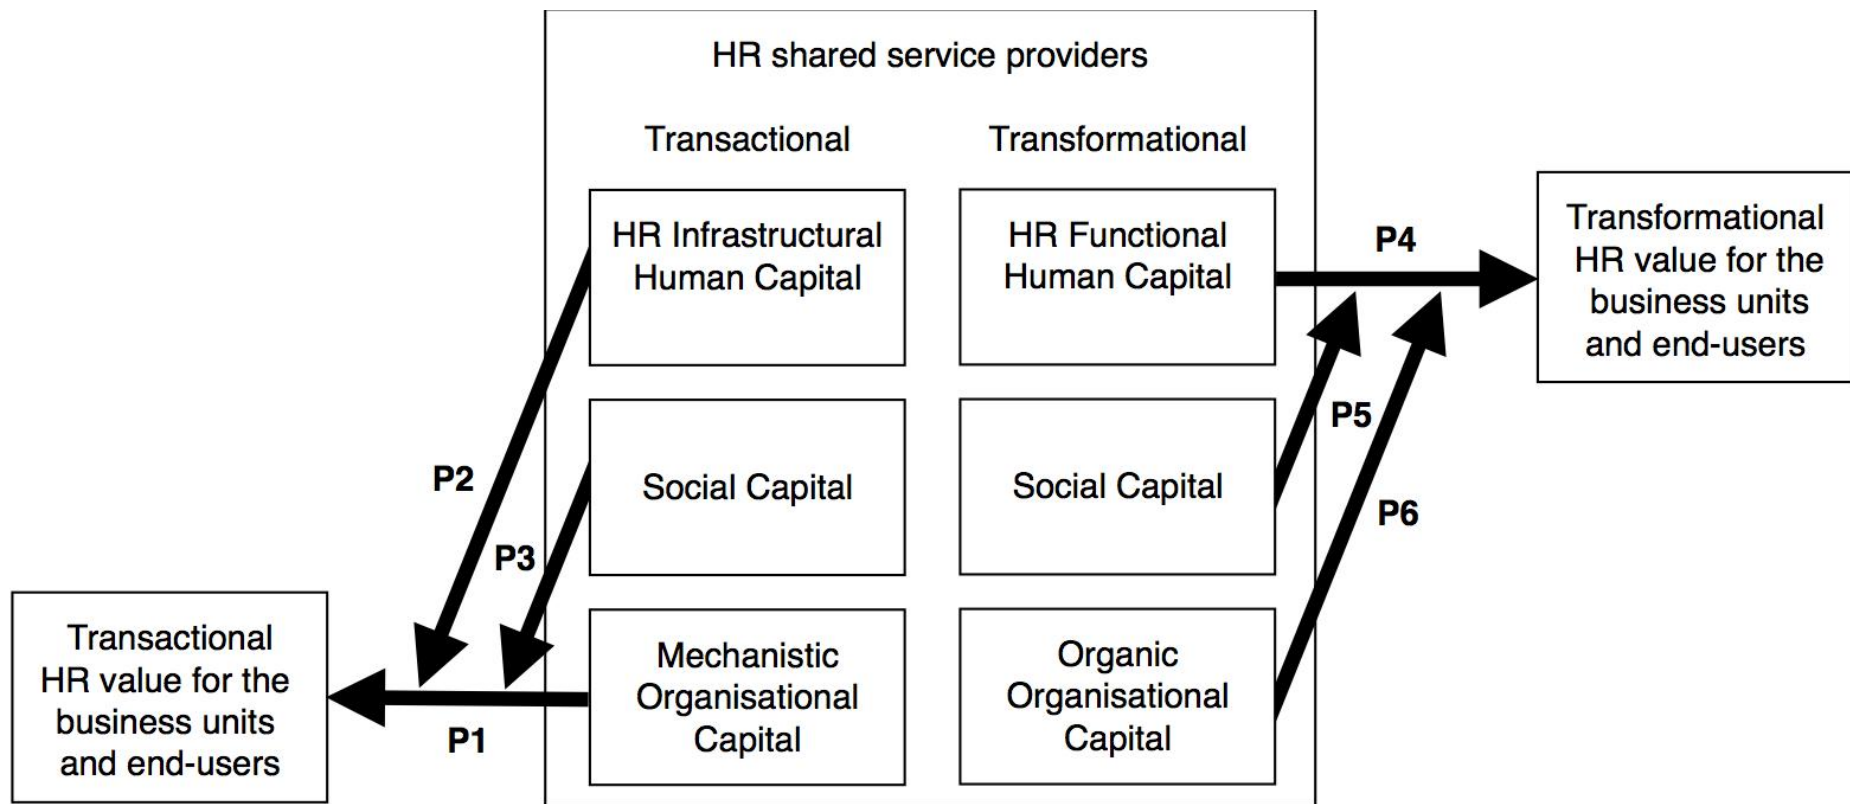 HR shared service providers
Transactional
Transformational
HR Infrastructural
Human Capital
HR Functional
Human Capital
P4
Transformational
HR value for the
business units
and end-users
P2
Social Capital
Social Capital
P5
P6
P3
Transactional
HR value for the
business units
and end-users
P1
Mechanistic
Organisational
Capital
Organic
Organisational
Capital